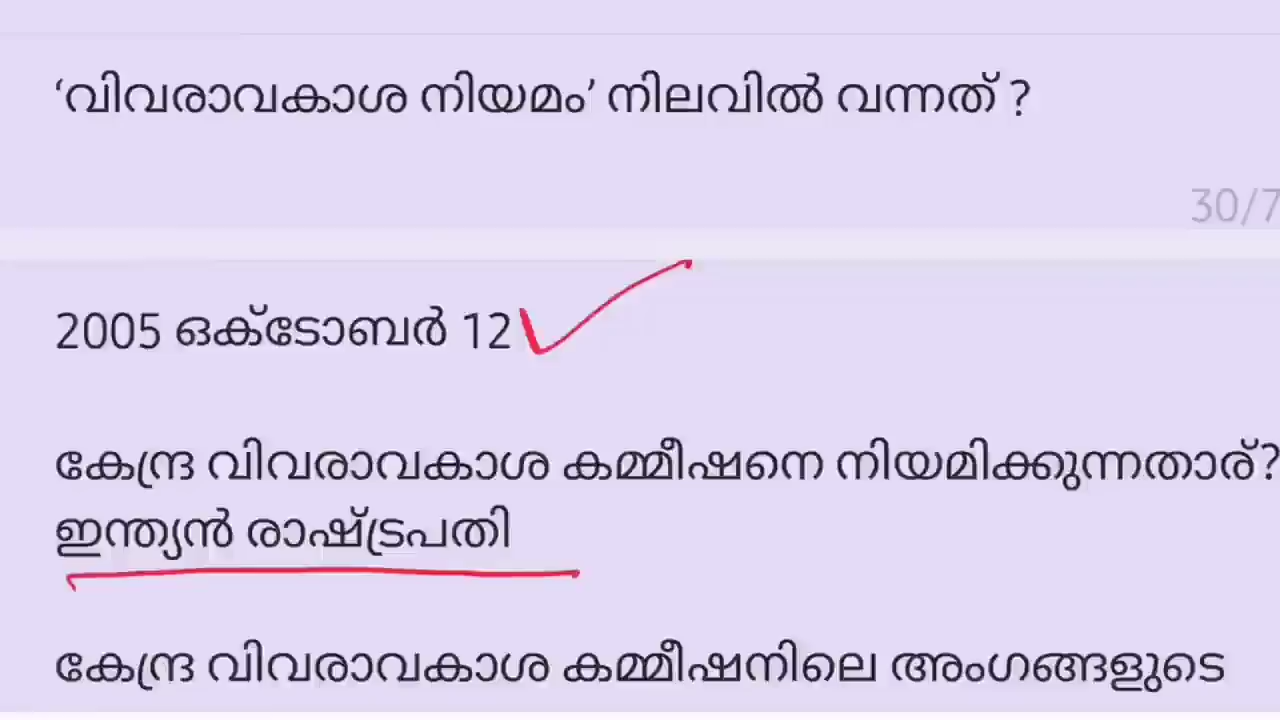 ‘വിവരാവകാശ നിയമം’ നിലവിൽ വന്നത് ?
30/7
2005 ഒക്ടോബർ 12
കേന്ദ്ര വിവരാവകാശ കമ്മീഷനെ നിയമിക്കുന്നതാര്?
ഇന്ത്യൻ രാഷ്ട്രപതി
കേന്ദ്ര വിവരാവകാശ കമ്മീഷനിലെ അംഗങ്ങളുടെ